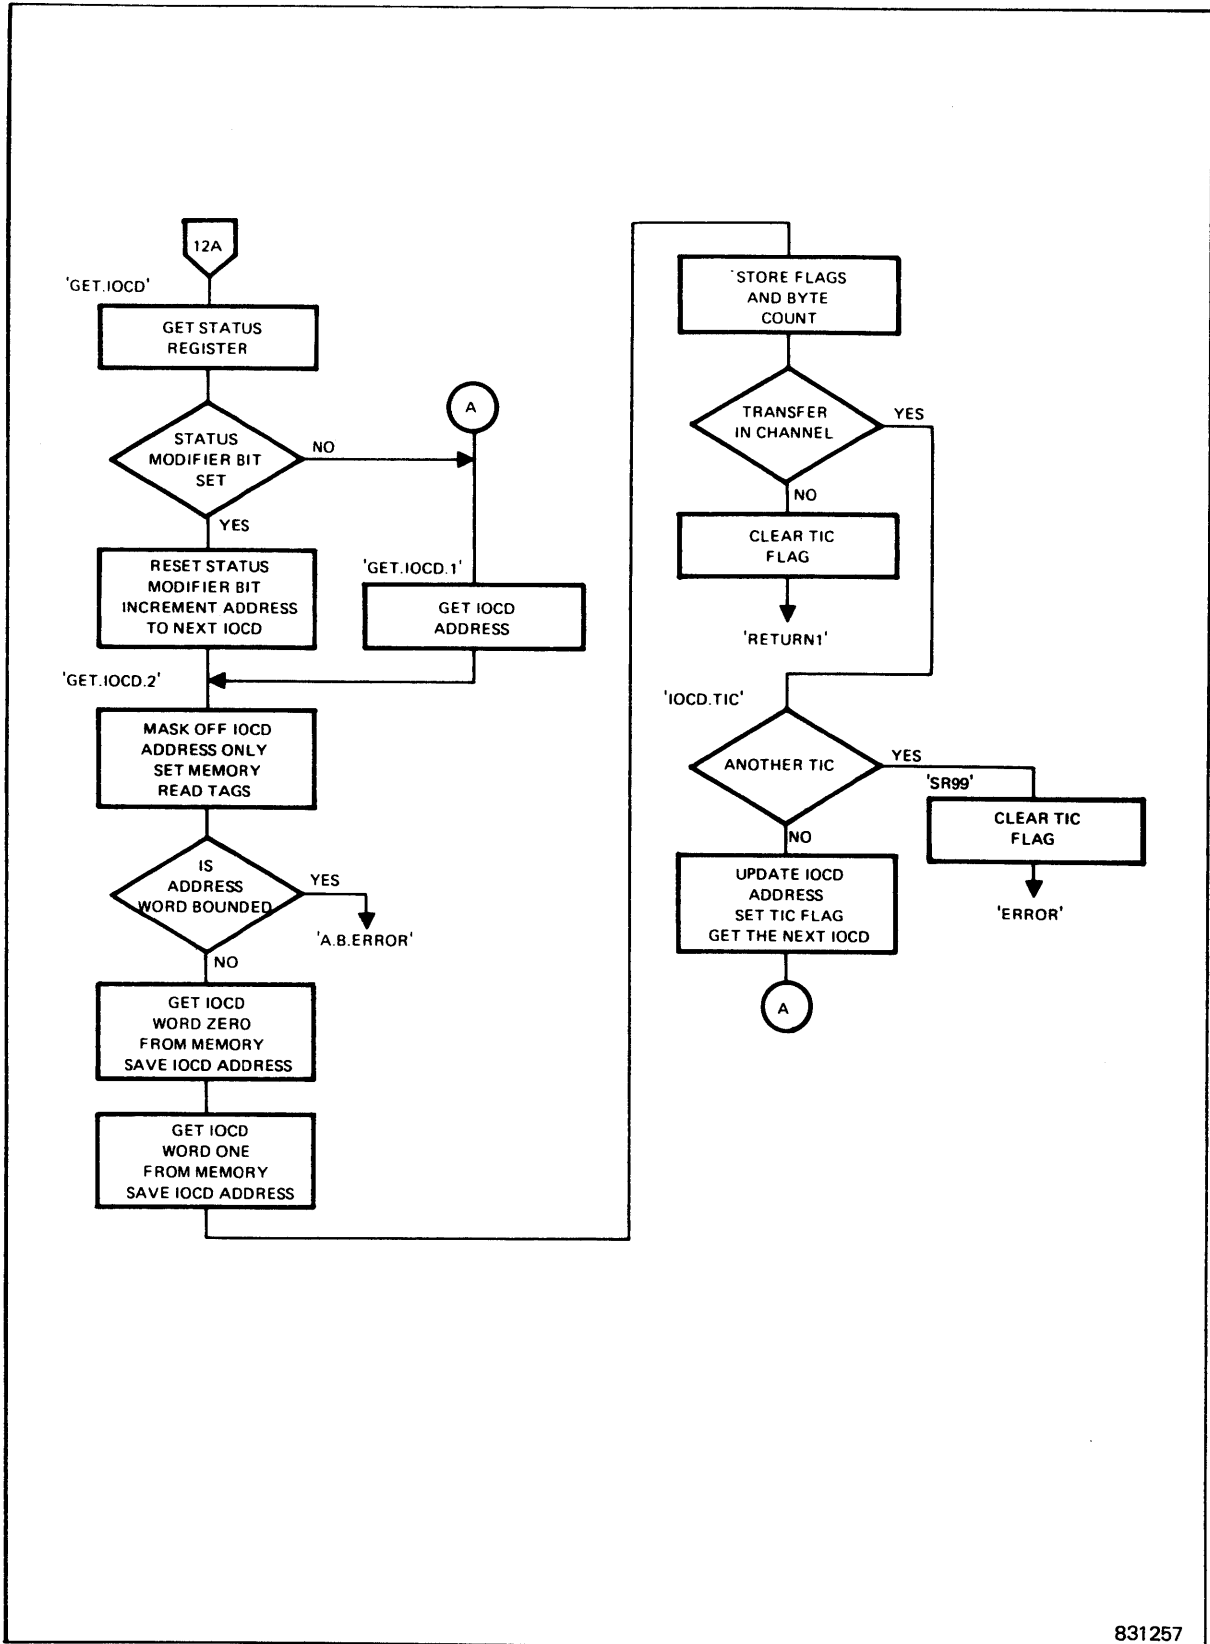 12A
'GET.IOCD'
GET STATUS
REGISTER
STATUS
MODIFIER BIT
SET
NO
A
YES
RESET STATUS
MODIFIER BIT
INCREMENT ADDRESS
TO NEXT IOCD
'GET.IOCD.1'
GET IOCD
ADDRESS
'GET.IOCD.2'
MASK OFF IOCD
ADDRESS ONLY
SET MEMORY
READ TAGS
IS
ADDRESS
WORD BOUNDED
YES
'A.B.ERROR'
NO
GET IOCD
WORD ZERO
FROM MEMORY
SAVE IOCD ADDRESS
GET IOCD
WORD ONE
FROM MEMORY
SAVE IOCD ADDRESS
STORE FLAGS
AND BYTE
COUNT
TRANSFER
IN CHANNEL
YES
NO
CLEAR TIC
FLAG
'RETURN1'
'IOCD.TIC'
ANOTHER TIC
YES
'SR99'
CLEAR TIC
FLAG
'ERROR'
NO
UPDATE IOCD
ADDRESS
SET TIC FLAG
GET THE NEXT IOCD
A
831257